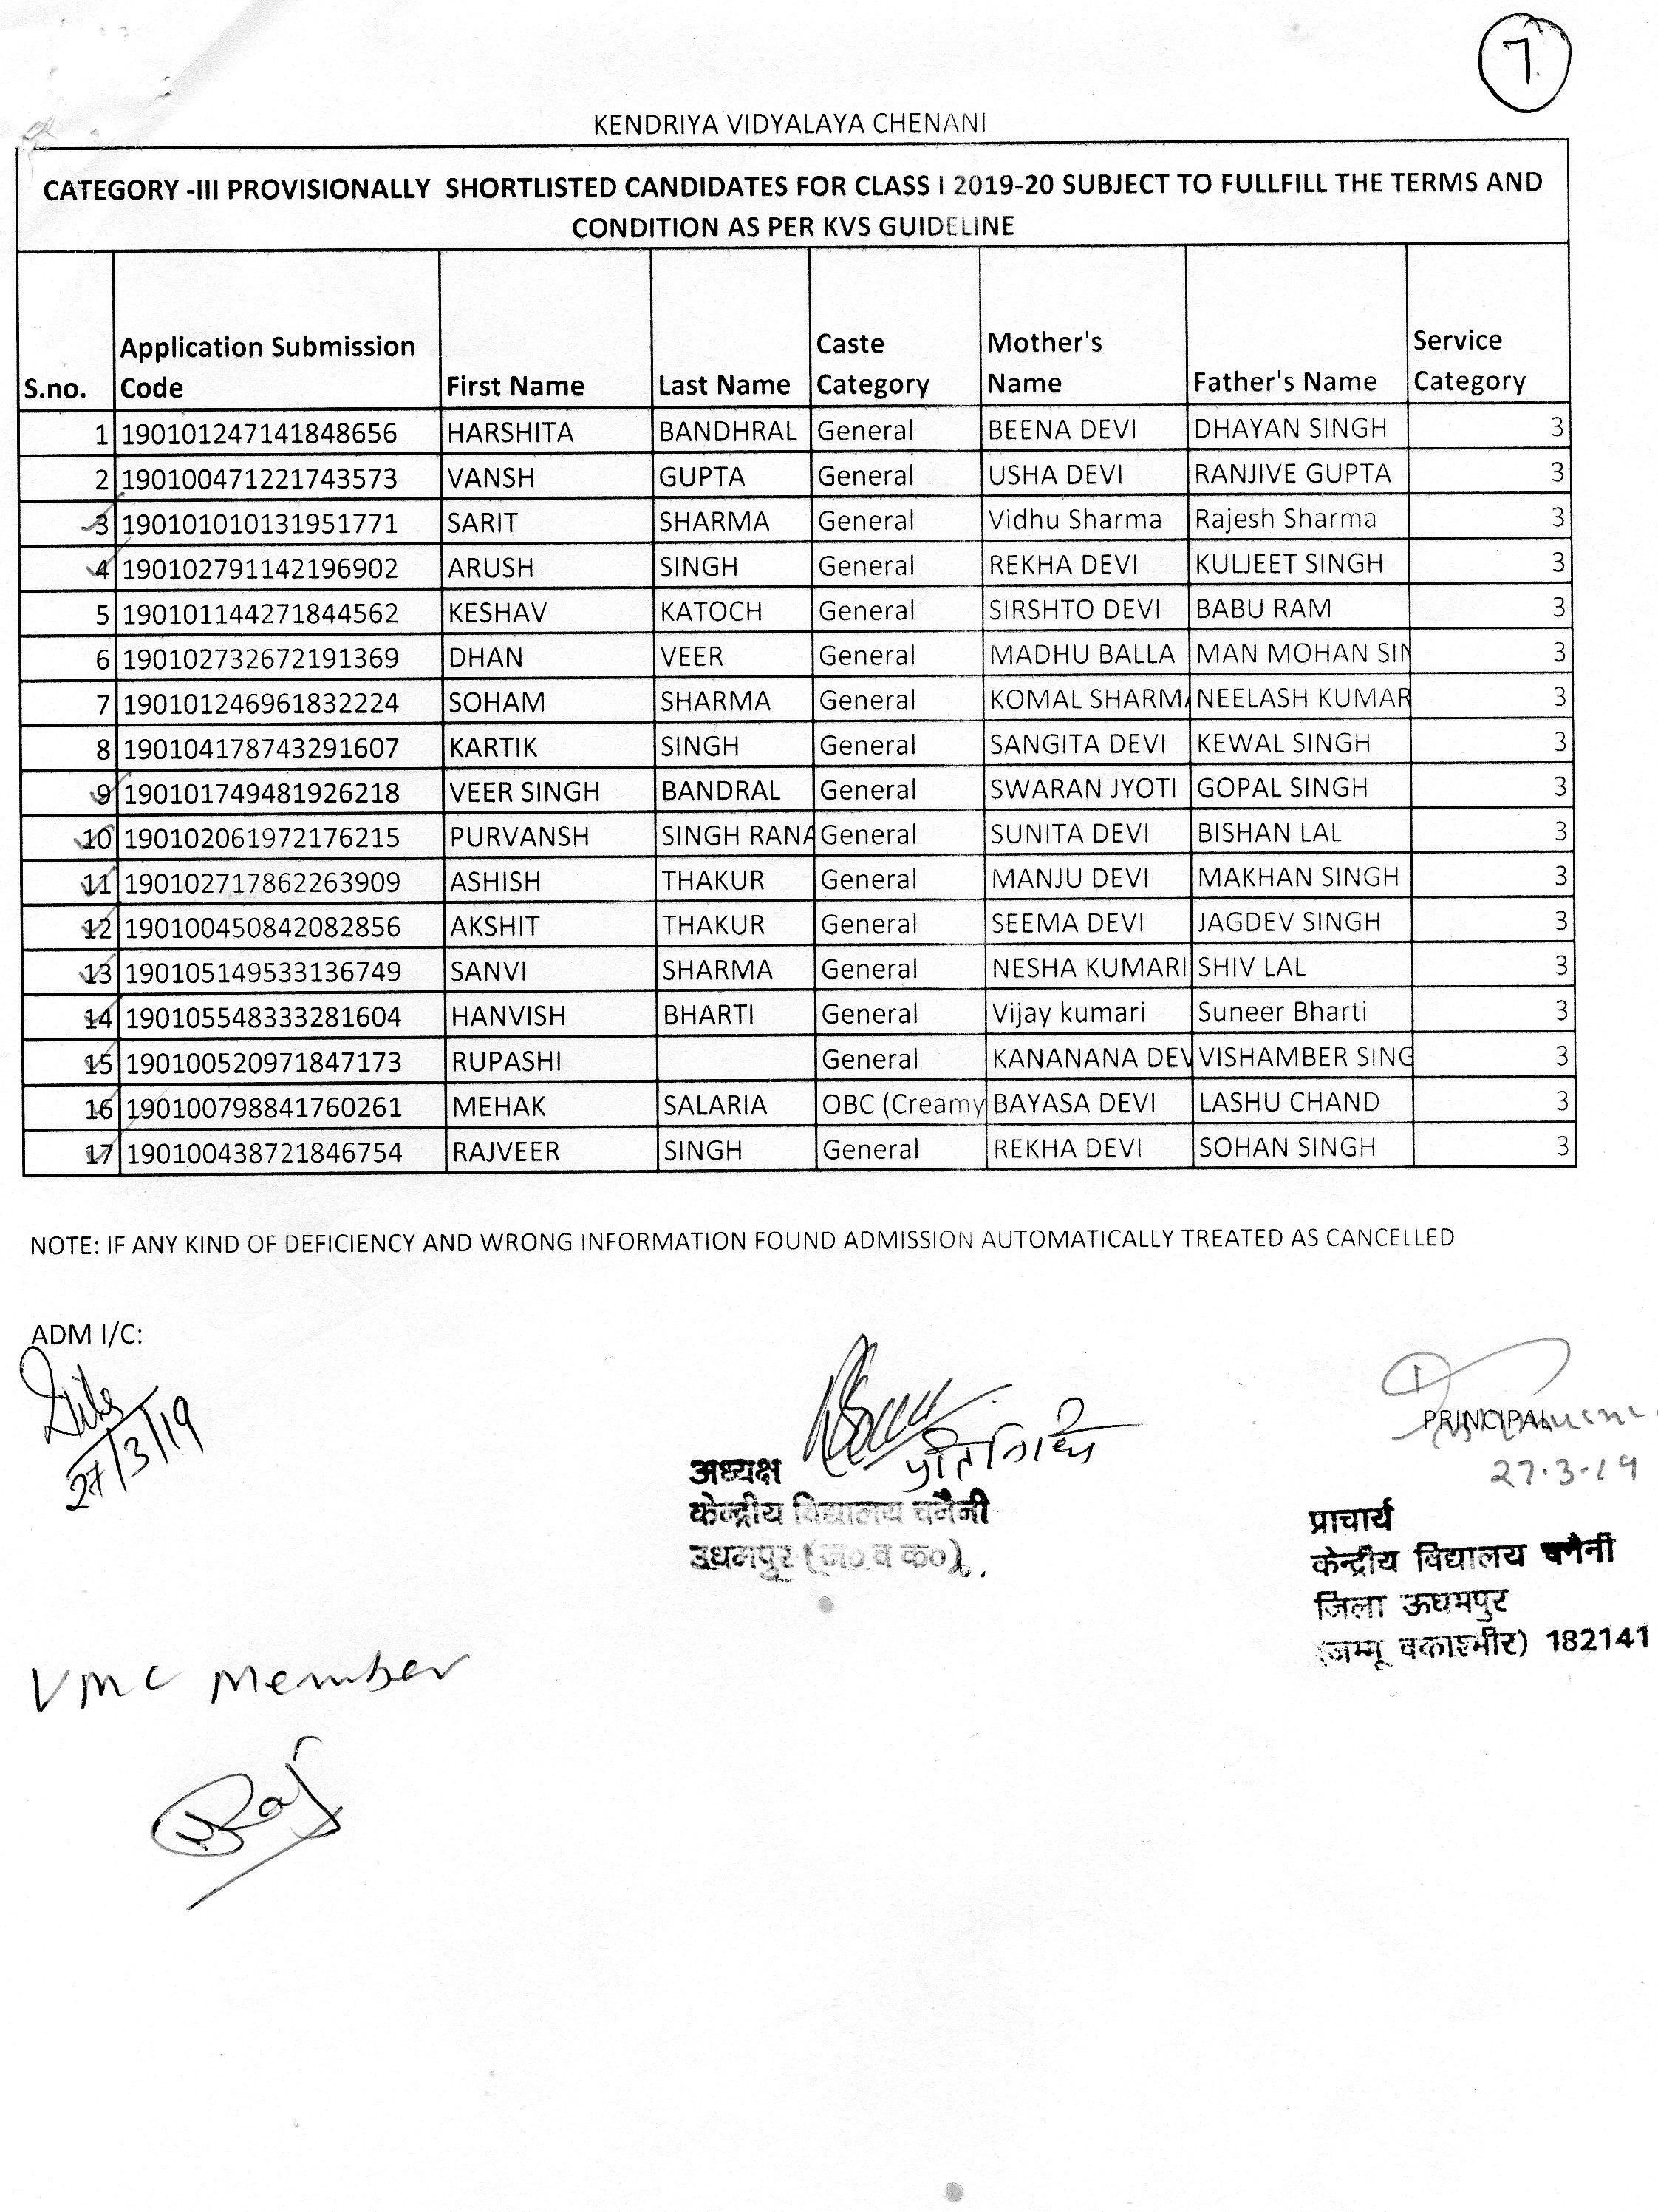 7
KENDRIYA VIDYALAYA CHENANI
CATEGORY -III PROVISIONALLY SHORTLISTED CANDIDATES FOR CLASS I 2019-20 SUBJECT TO FULLFILL THE TERMS AND
CONDITION AS PER KVS GUIDELINE
S.no. Application Submission Code First Name Last Name Caste Category Mother's Name Father's Name Service Category
1 190101247141848656 HARSHITA BANDHRAL General BEENA DEVI DHAYAN SINGH 3
2 190100471221743573 VANSH GUPTA General USHA DEVI RANJIVE GUPTA 3
3 190101010131951771 SARIT SHARMA General Vidhu Sharma Rajesh Sharma 3
4 190102791142196902 ARUSH SINGH General REKHA DEVI KULJEET SINGH 3
5 190101144271844562 KESHAV KATOCH General SIRSHTO DEVI BABU RAM 3
6 190102732672191369 DHAN VEER General MADHU BALLA MAN MOHAN SIN 3
7 190101246961832224 SOHAM SHARMA General KOMAL SHARMA NEELASH KUMAR 3
8 190104178743291607 KARTIK SINGH General SANGITA DEVI KEWAL SINGH 3
9 190101749481926218 VEER SINGH BANDRAL General SWARAN JYOTI GOPAL SINGH 3
10 190102061972176215 PURVANSH SINGH RANA General SUNITA DEVI BISHAN LAL 3
11 190102717862263909 ASHISH THAKUR General MANJU DEVI MAKHAN SINGH 3
12 190100450842082856 AKSHIT THAKUR General SEEMA DEVI JAGDEV SINGH 3
13 190105149533136749 SANVI SHARMA General NESHA KUMARI SHIV LAL 3
14 190105548333281604 HANVISH BHARTI General Vijay kumari Suneer Bharti 3
15 190100520971847173 RUPASHI General KANANANA DEV VISHAMBER SING 3
16 190100798841760261 MEHAK SALARIA OBC (Creamy BAYASA DEVI LASHU CHAND 3
17 190100438721846754 RAJVEER SINGH General REKHA DEVI SOHAN SINGH 3
NOTE: IF ANY KIND OF DEFICIENCY AND WRONG INFORMATION FOUND ADMISSION AUTOMATICALLY TREATED AS CANCELLED
ADM I/C:
27/3/19
PRINCIPAL
27.3.19
अध्यक्ष प्रतिनिधि
केन्द्रीय विद्यालय चनैनी
उधमपुर (ज० व क०)
प्राचार्य
केन्द्रीय विद्यालय चनैनी
जिला ऊधमपुर
(जम्मू वकाश्मीर) 182141
VMC Member